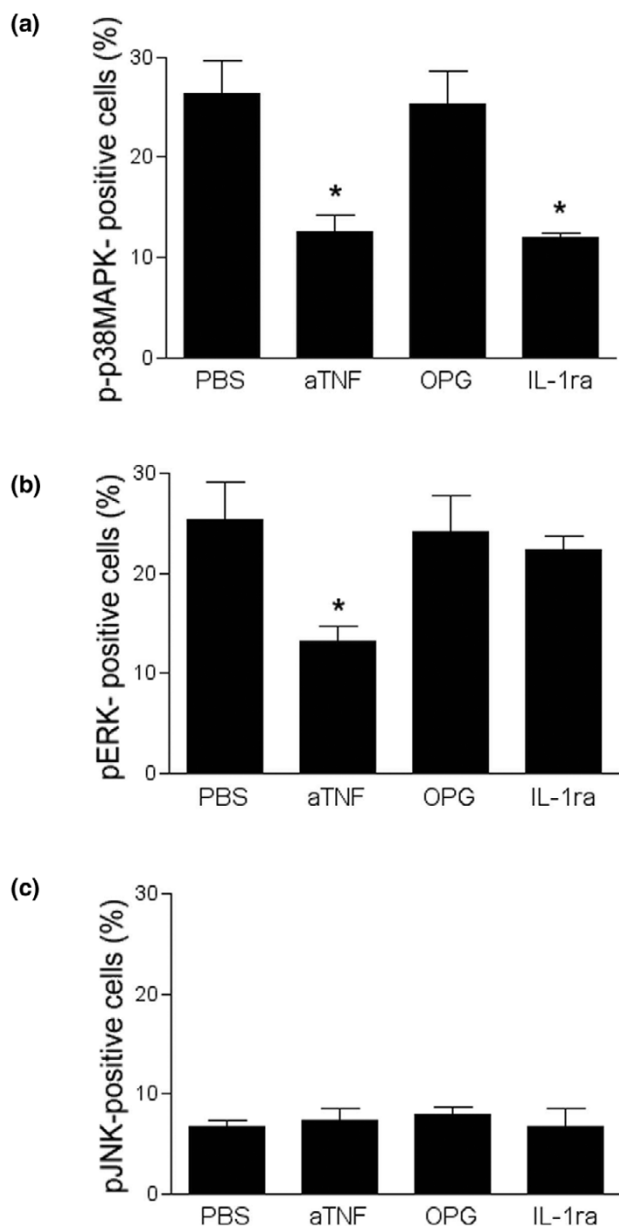 (a)
p-p38MAPK- positive cells (%)
30
20
10
0
*
*
PBS aTNF OPG IL-1ra
(b)
pERK- positive cells (%)
30
20
10
0
*
PBS aTNF OPG IL-1ra
(c)
pJNK-positive cells (%)
30
20
10
0
PBS aTNF OPG IL-1ra